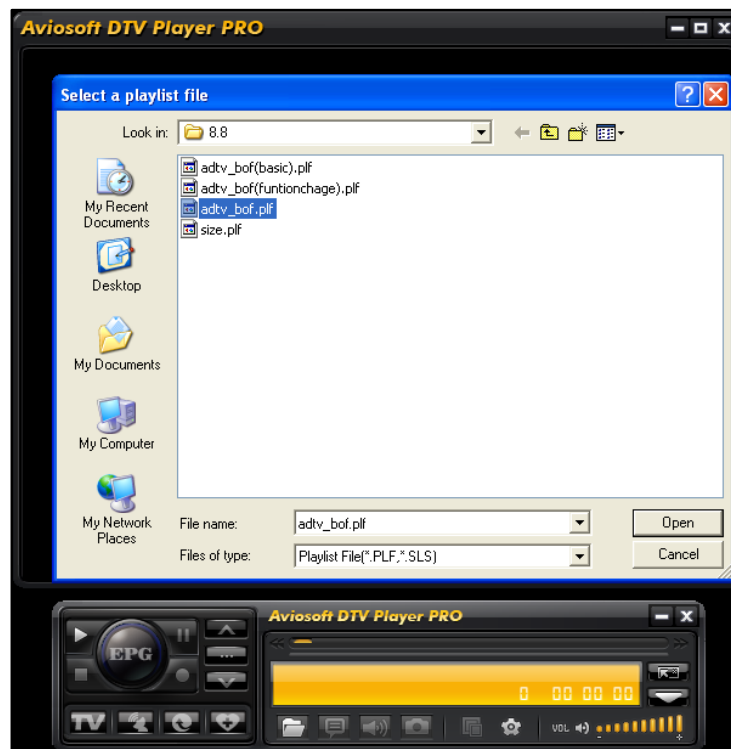 Aviosoft DTV Player PRO
Select a playlist file
Look in: 8.8
adtv_bof(basic).plf
adtv_bof(funtionchage).plf
adtv_bof.plf
size.plf
My Recent
Documents
Desktop
My Documents
My Computer
My Network
Places
File name: adtv_bof.plf Open
Files of type: Playlist File(*.PLF,*.SLS) Cancel
Aviosoft DTV Player PRO
EPG
0 00 00 00
TV VOL